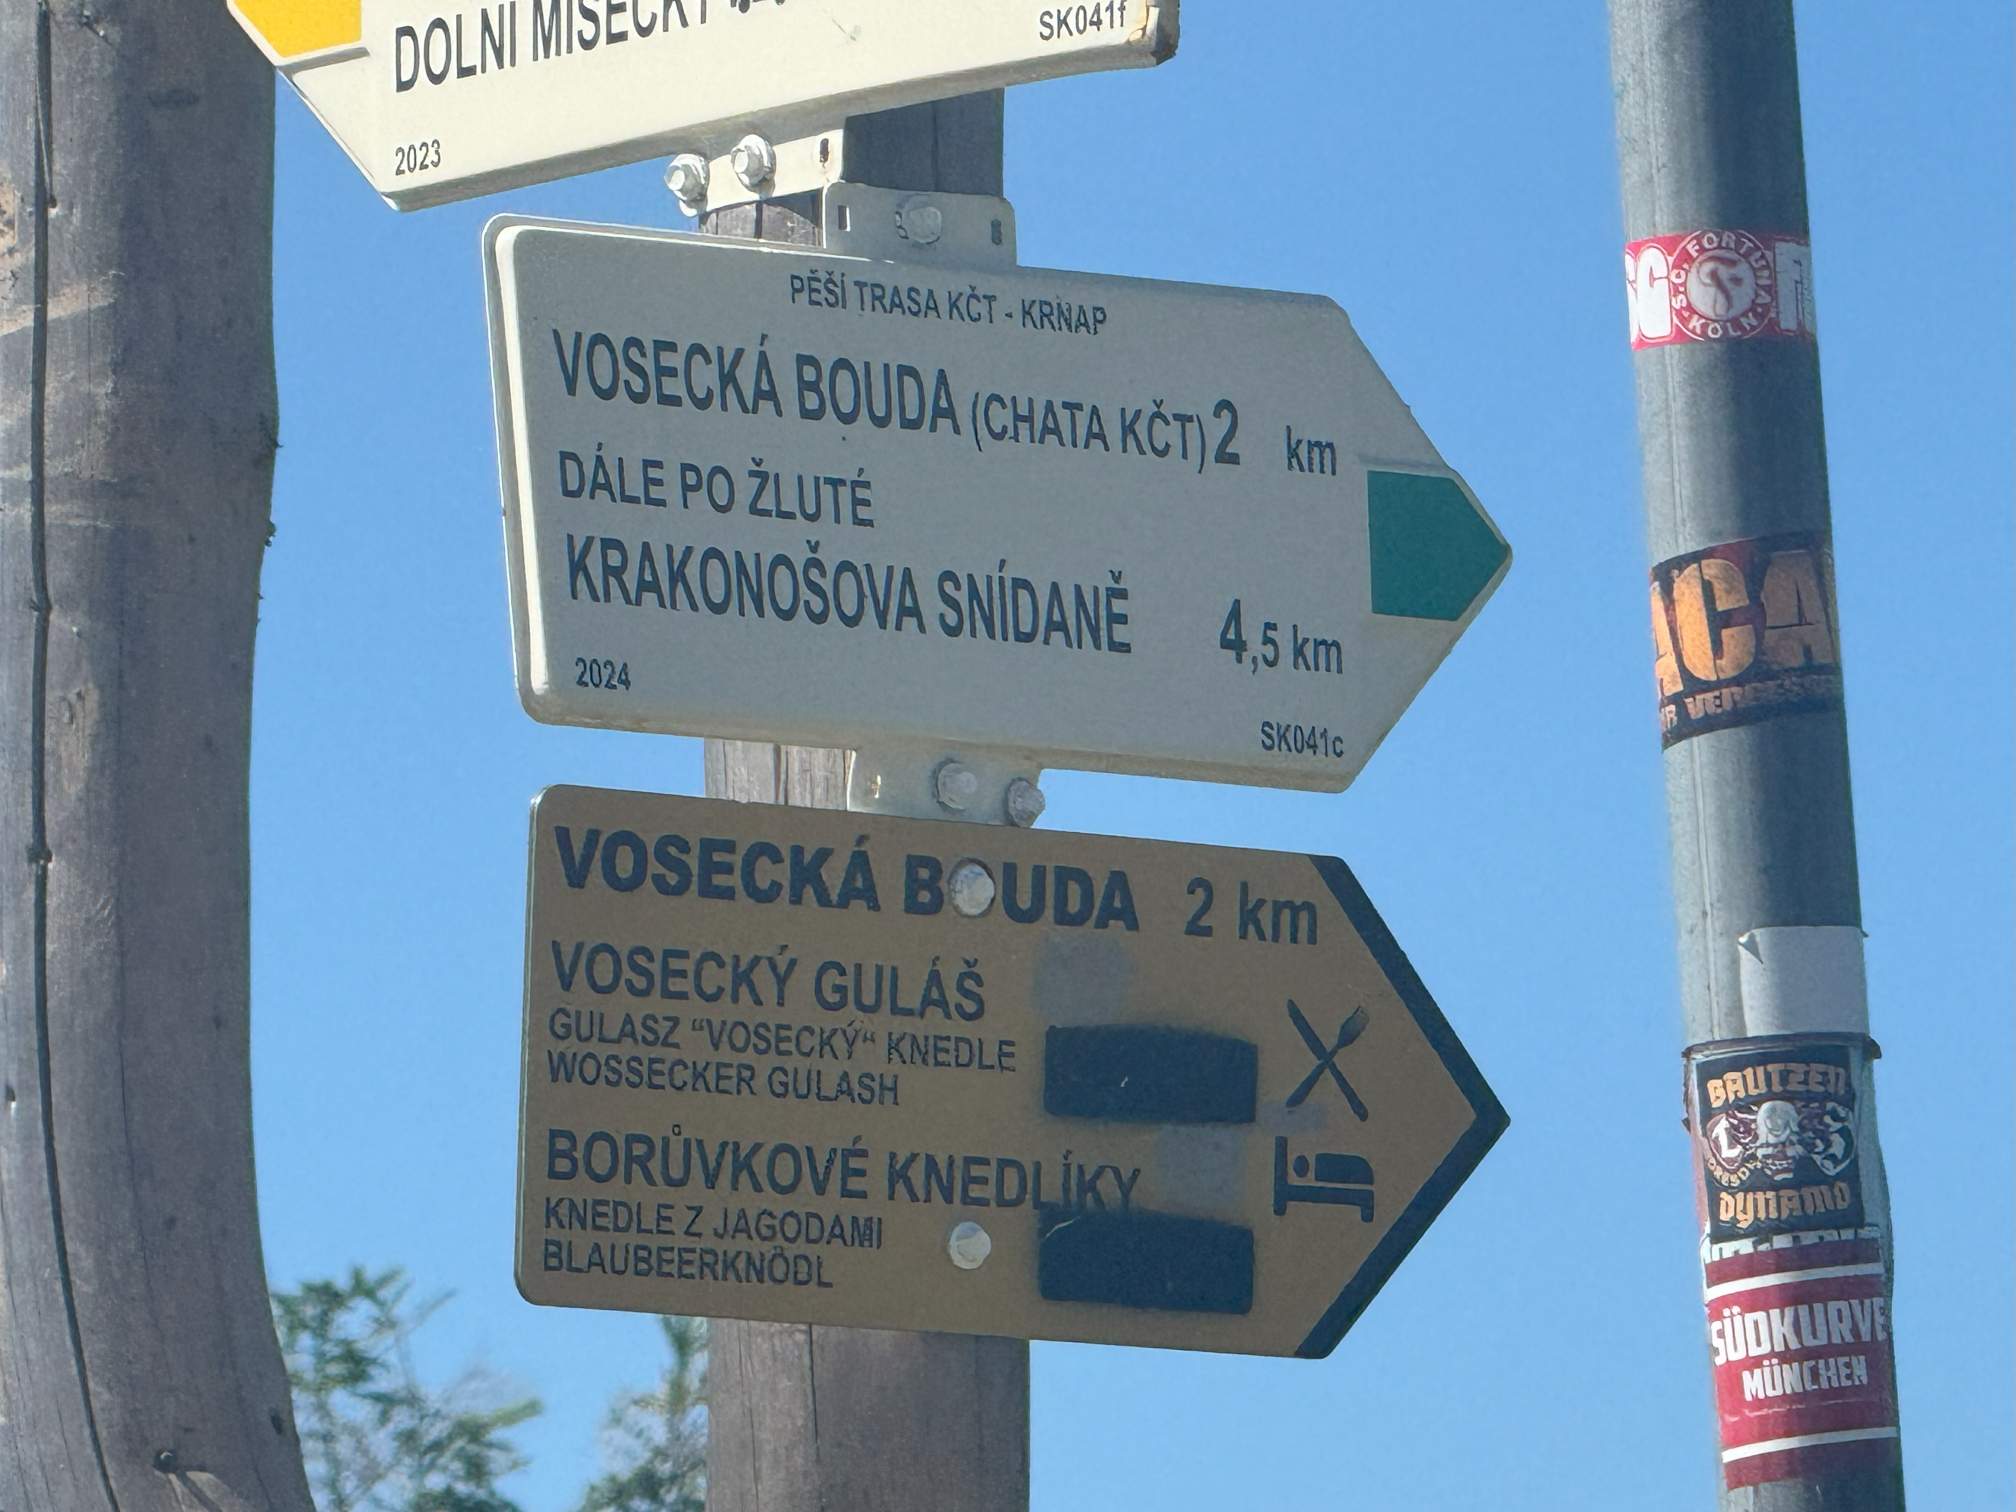 DOLNÍ MÍSEČKY
SK041f
2023
PĚŠÍ TRASA KČT - KRNAP
VOSECKÁ BOUDA (CHATA KČT) 2 km
DÁLE PO ŽLUTÉ
KRAKONOŠOVA SNÍDANĚ 4,5 km
2024
SK041c
VOSECKÁ BOUDA 2 km
VOSECKÝ GULÁŠ
GULASZ “VOSECKÝ“ KNEDLE
WOSSECKER GULASH
BORŮVKOVÉ KNEDLÍKY
KNEDLE Z JAGODAMI
BLAUBEERKNÖDL
S.C. FORTUNA
KÖLN
BAUTZEN
DYNAMO
SÜDKURVE
MÜNCHEN